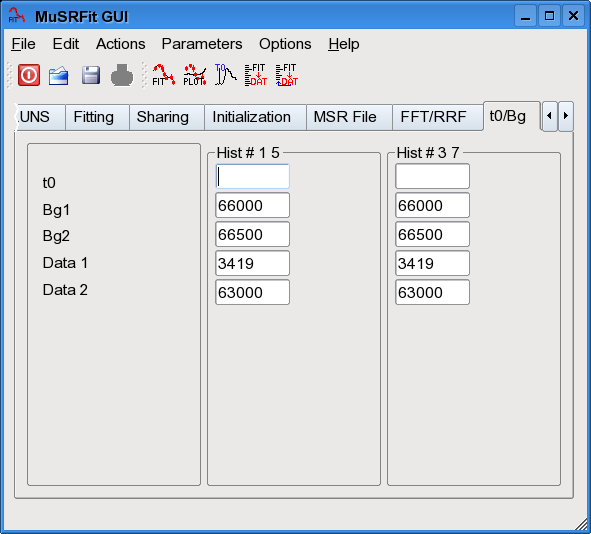 MuSRFit GUI
File Edit Actions Parameters Options Help
FIT PLOT T0 FIT DAT FIT DAT
UNS Fitting Sharing Initialization MSR File FFT/RRF t0/Bg
Hist # 1 5 Hist # 3 7
t0
Bg1 66000 66000
Bg2 66500 66500
Data 1 3419 3419
Data 2 63000 63000